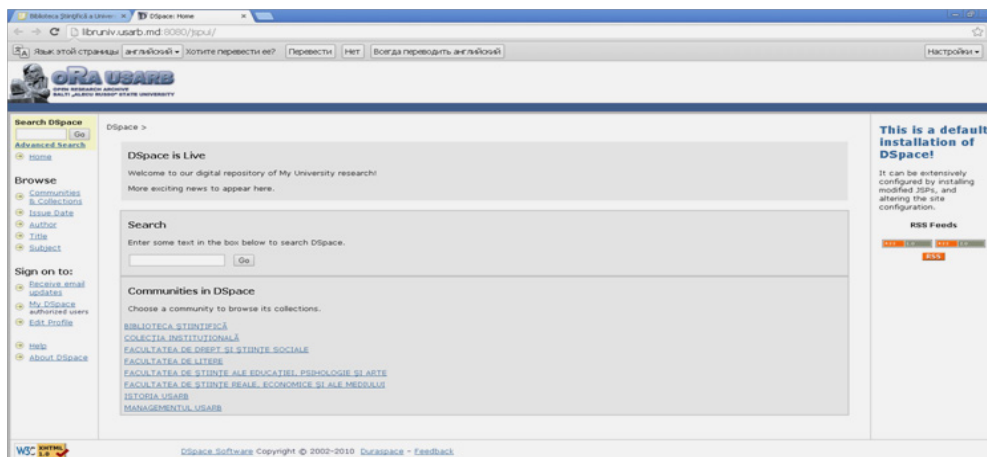 Biblioteca Științifică a Univer
DSpace: Home
libruniv.usarb.md:8080/jspui/
Язык этой страницы английский Хотите перевести ее? Перевести Нет Всегда переводить английский Настройки
ORA USARB
OPEN RESEARCH ARCHIVE
BALTI „ALECU RUSSO" STATE UNIVERSITY
Search DSpace
Go
Advanced Search
Home
Browse
Communities
& Collections
Issue Date
Author
Title
Subject
Sign on to:
Receive email
updates
My DSpace
authorized users
Edit Profile
Help
About DSpace
DSpace >
DSpace is Live
Welcome to our digital repository of My University research!
More exciting news to appear here.
Search
Enter some text in the box below to search DSpace.
Go
Communities in DSpace
Choose a community to browse its collections.
BIBLIOTECA ȘTIINȚIFICĂ
COLECȚIA INSTITUȚIONALĂ
FACULTATEA DE DREPT ȘI ȘTIINȚE SOCIALE
FACULTATEA DE LITERE
FACULTATEA DE ȘTIINȚE ALE EDUCAȚIEI, PSIHOLOGIE ȘI ARTE
FACULTATEA DE ȘTIINȚE REALE, ECONOMICE ȘI ALE MEDIULUI
ISTORIA USARB
MANAGEMENTUL USARB
This is a default
installation of
DSpace!
It can be extensively
configured by installing
modified JSPs, and
altering the site
configuration.
RSS Feeds
RSS
W3C XHTML 1.0
DSpace Software Copyright © 2002-2010 Duraspace - Feedback